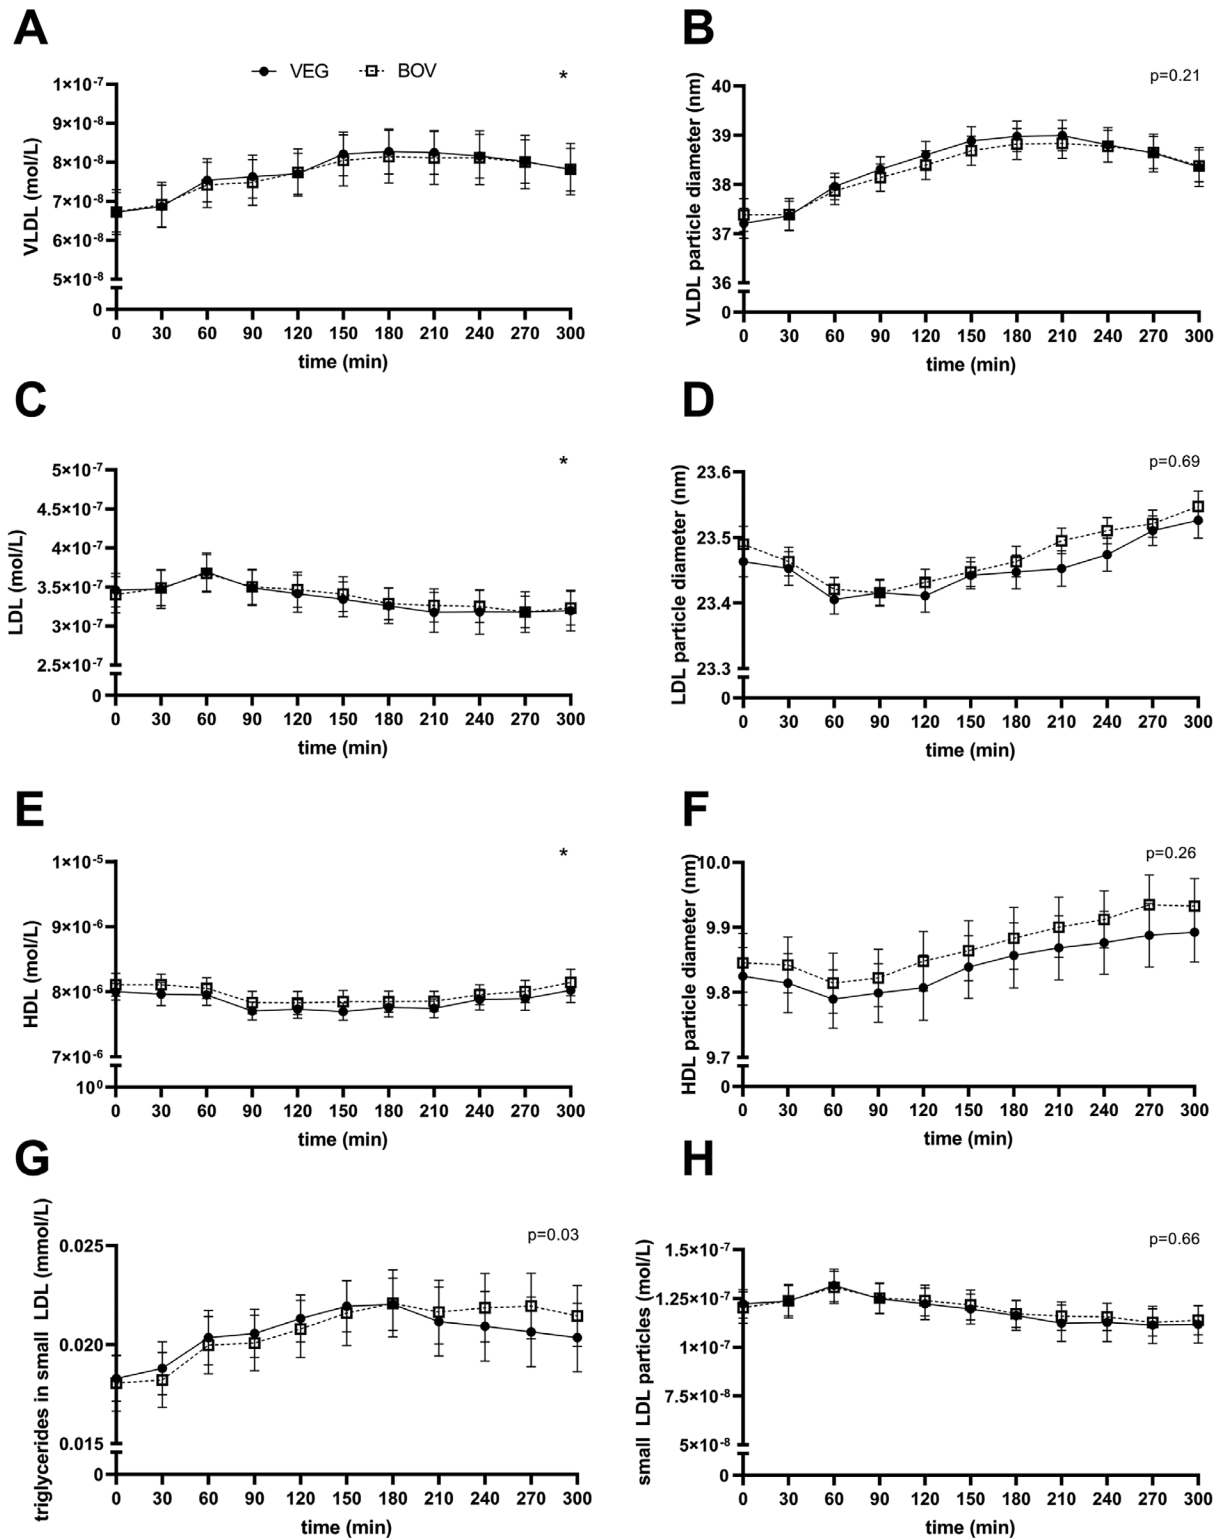 A
VEG BOV
*
1×10⁻⁷
9×10⁻⁸
8×10⁻⁸
7×10⁻⁸
6×10⁻⁸
5×10⁻⁸
0
VLDL (mol/L)
0 30 60 90 120 150 180 210 240 270 300
time (min)
B
p=0.21
40
39
38
37
36
0
VLDL particle diameter (nm)
0 30 60 90 120 150 180 210 240 270 300
time (min)
C
*
5×10⁻⁷
4.5×10⁻⁷
4×10⁻⁷
3.5×10⁻⁷
3×10⁻⁷
2.5×10⁻⁷
0
LDL (mol/L)
0 30 60 90 120 150 180 210 240 270 300
time (min)
D
p=0.69
23.6
23.5
23.4
23.3
0
LDL particle diameter (nm)
0 30 60 90 120 150 180 210 240 270 300
time (min)
E
*
1×10⁻⁵
9×10⁻⁶
8×10⁻⁶
7×10⁻⁶
10⁰
HDL (mol/L)
0 30 60 90 120 150 180 210 240 270 300
time (min)
F
p=0.26
10.0
9.9
9.8
9.7
0
HDL particle diameter (nm)
0 30 60 90 120 150 180 210 240 270 300
time (min)
G
p=0.03
0.025
0.020
0.015
0
triglycerides in small LDL (mmol/L)
0 30 60 90 120 150 180 210 240 270 300
time (min)
H
p=0.66
1.5×10⁻⁷
1.25×10⁻⁷
1×10⁻⁷
7.5×10⁻⁸
5×10⁻⁸
0
small LDL particles (mol/L)
0 30 60 90 120 150 180 210 240 270 300
time (min)